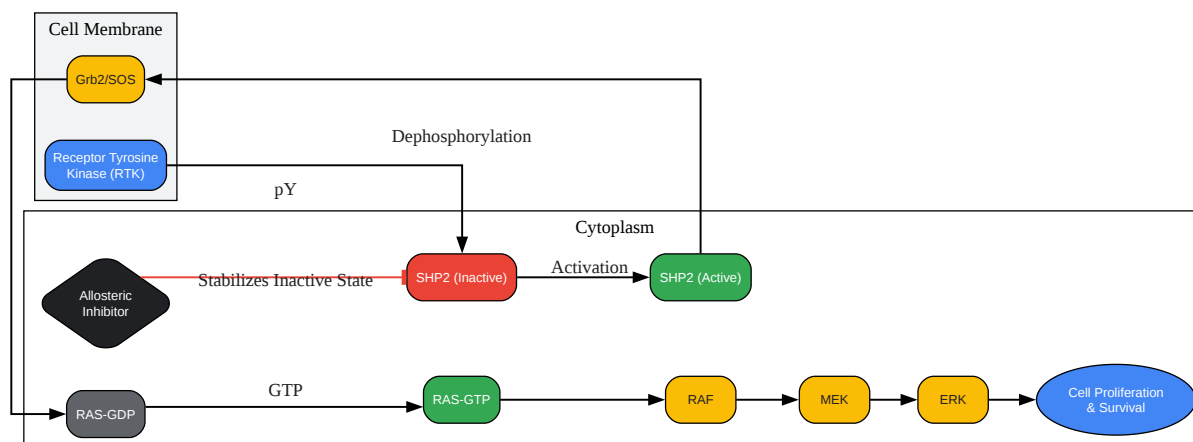 Cell Membrane
Grb2/SOS
Dephosphorylation
Receptor Tyrosine
Kinase (RTK)
pY
Cytoplasm
Allosteric
Inhibitor
Stabilizes Inactive State
SHP2 (Inactive)
Activation
SHP2 (Active)
RAS-GDP
GTP
RAS-GTP
RAF
MEK
ERK
Cell Proliferation
& Survival